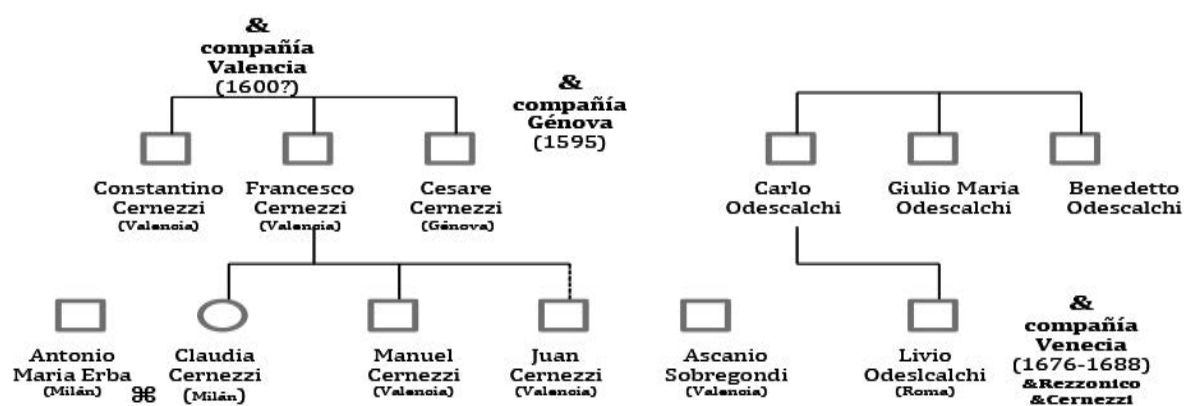 &
compañía
Valencia
(1600?)
&
compañía
Génova
(1595)
Constantino
Cernezzi
(Valencia)
Francesco
Cernezzi
(Valencia)
Cesare
Cernezzi
(Génova)
Carlo
Odescalchi
Giulio Maria
Odescalchi
Benedetto
Odescalchi
Antonio
Maria Erba
(Milán)
⌘
Claudia
Cernezzi
(Milán)
Manuel
Cernezzi
(Valencia)
Juan
Cernezzi
(Valencia)
Ascanio
Sobregondi
(Valencia)
Livio
Odeslcalchi
(Roma)
&
compañía
Venecia
(1676-1688)
&Rezzonico
&Cernezzi